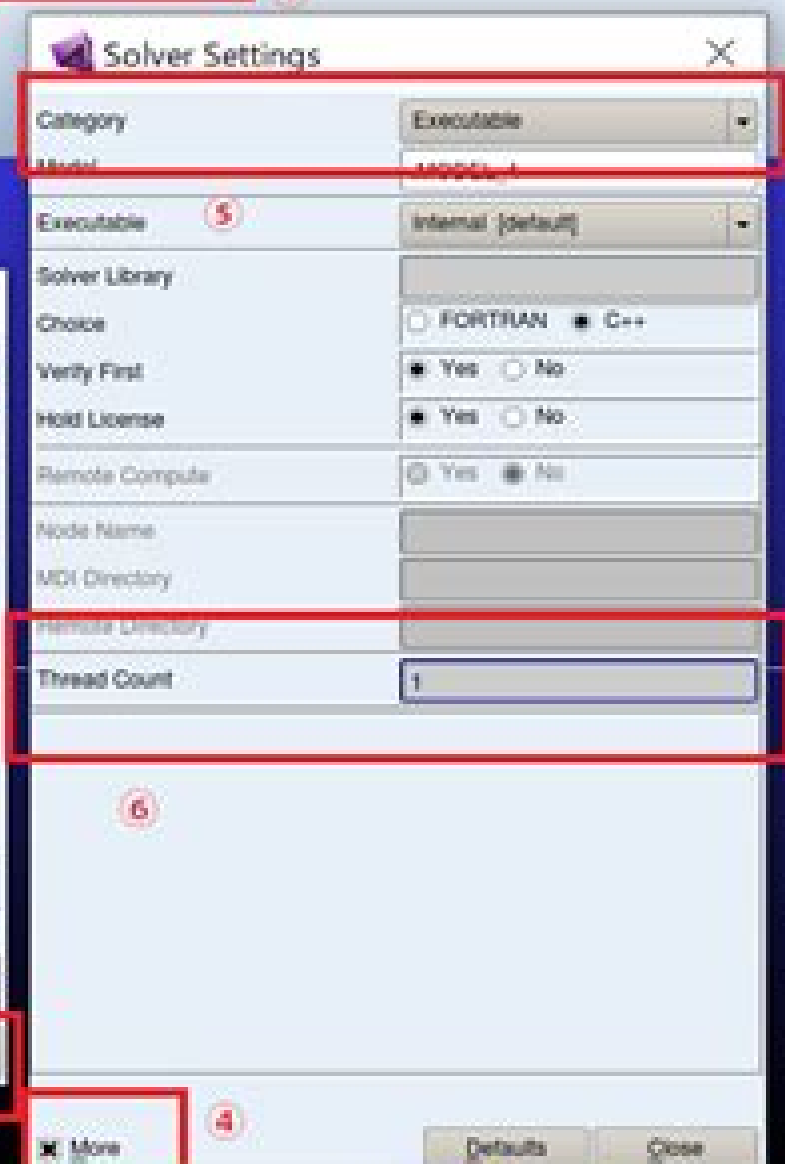 Solver Settings
Category Executable
Model MODEL_1
⑤
Executable Internal [default]
Solver Library
Choice FORTRAN C++
Verify First Yes No
Hold License Yes No
Remote Compute Yes No
Node Name
MDI Directory
Remote Directory
Thread Count 1
⑥
④
More Defaults Close